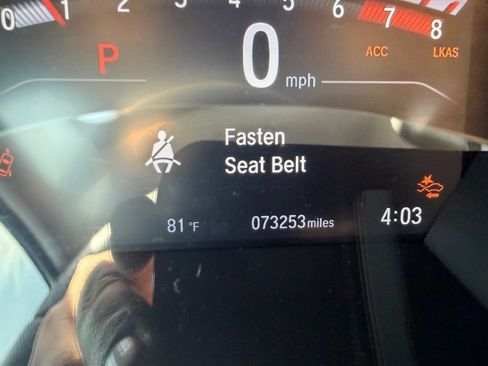 0 1 2 3 4 5 6 7 8
P 0 mph ACC LKAS
Fasten
Seat Belt
81 °F 073253 miles 4:03